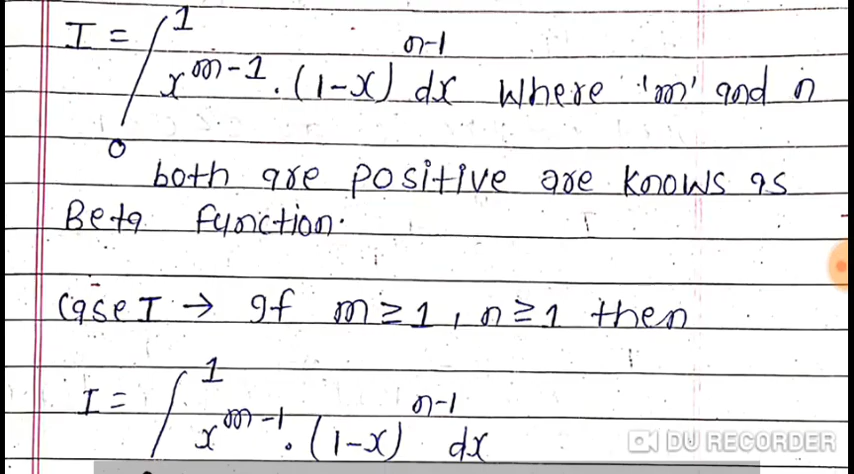 I = ∫₀¹ x^(m-1) . (1-x)^(n-1) dx Where 'm' and n
both are positive are knows as
Beta function.
Case I → If m ≥ 1, n ≥ 1 then
I = ∫¹ x^(m-1) . (1-x)^(n-1) dx
DU RECORDER